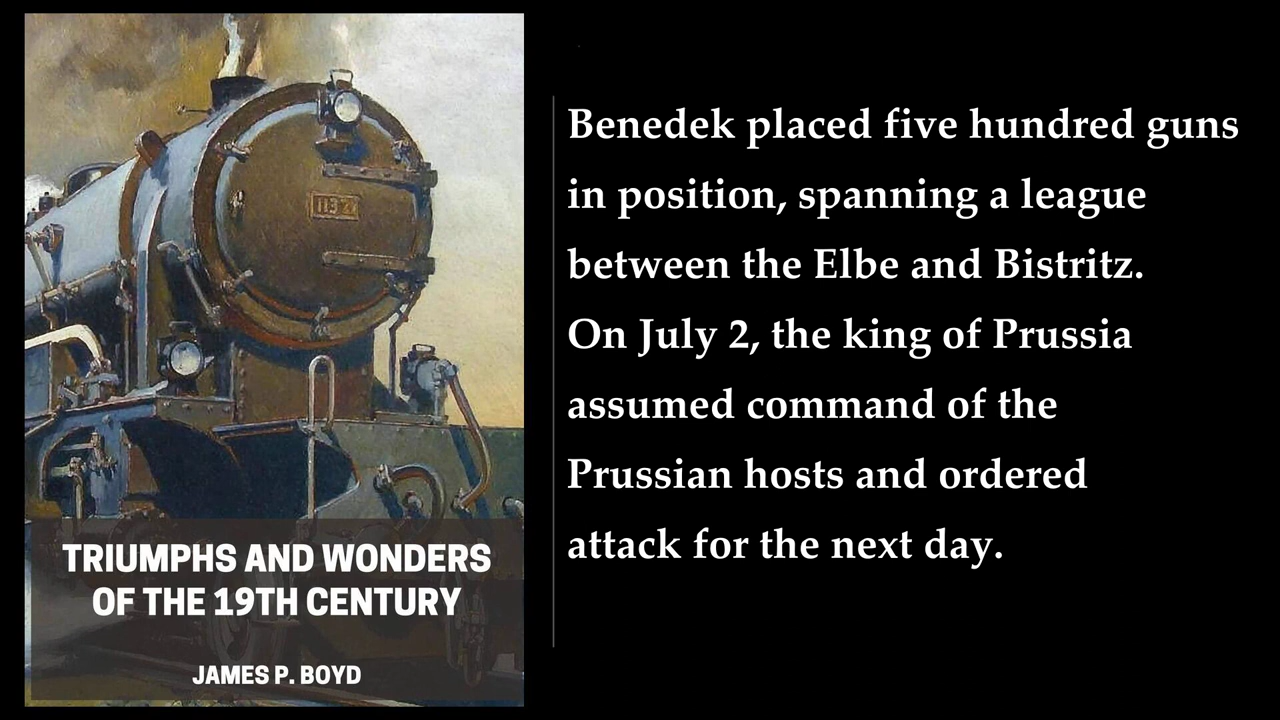 TRIUMPHS AND WONDERS
OF THE 19TH CENTURY
JAMES P. BOYD
Benedek placed five hundred guns
in position, spanning a league
between the Elbe and Bistritz.
On July 2, the king of Prussia
assumed command of the
Prussian hosts and ordered
attack for the next day.